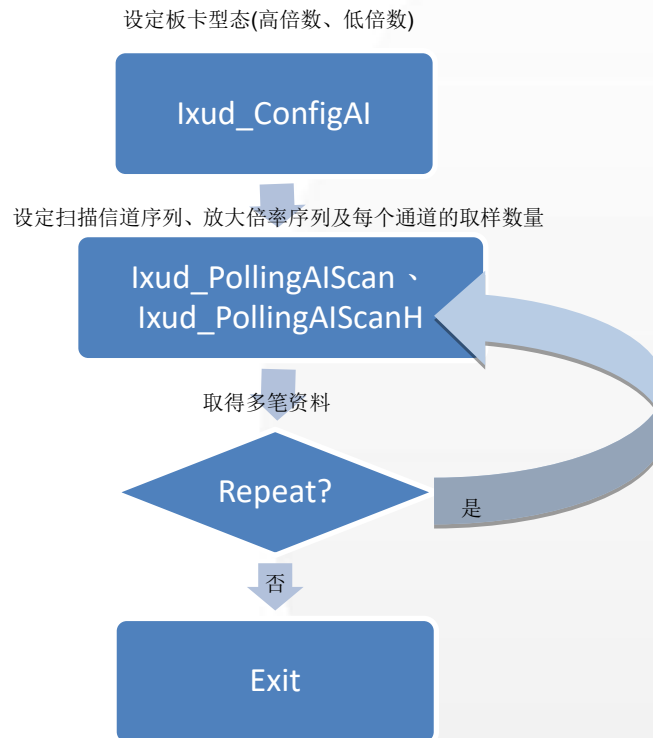 设定板卡型态(高倍数、低倍数)
Ixud_ConfigAI
设定扫描信道序列、放大倍率序列及每个通道的取样数量
Ixud_PollingAIScan、
Ixud_PollingAIScanH
取得多笔资料
Repeat?
是
否
Exit